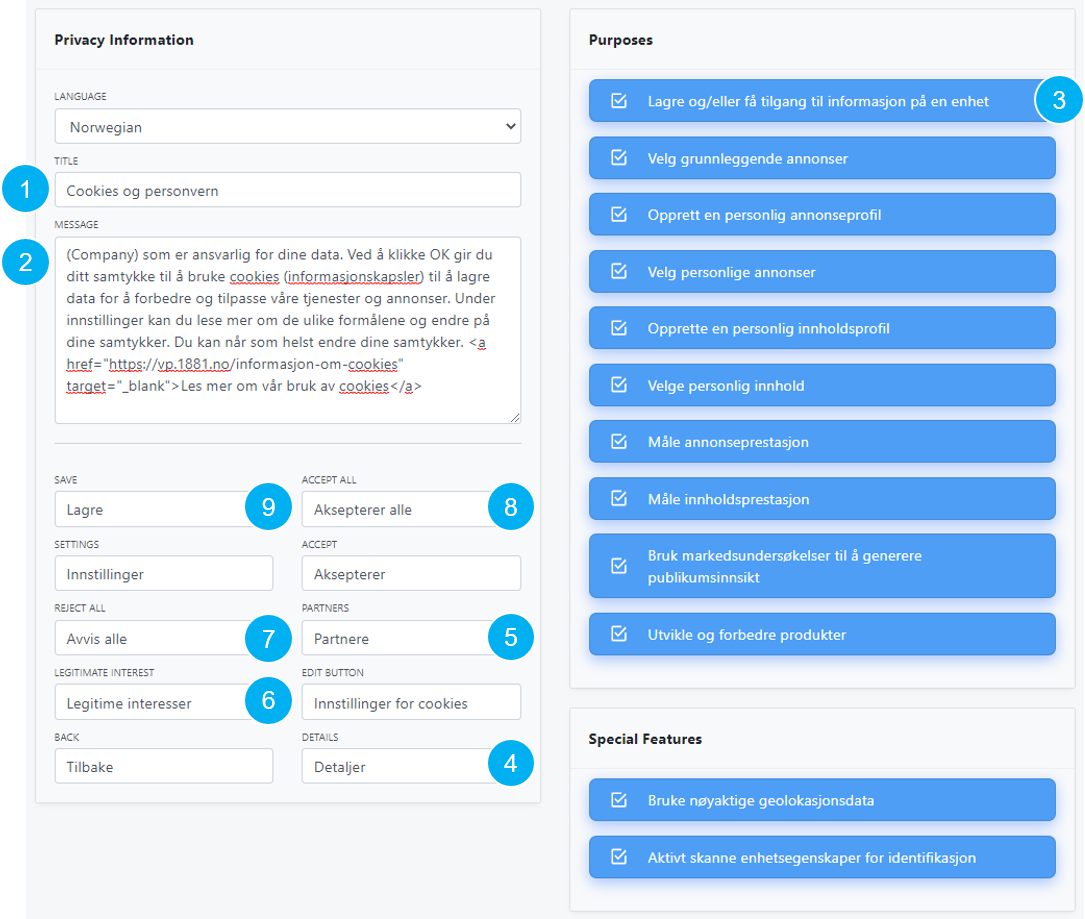 Privacy Information
LANGUAGE
Norwegian
TITLE
1
Cookies og personvern
MESSAGE
2
(Company) som er ansvarlig for dine data. Ved å klikke OK gir du
ditt samtykke til å bruke cookies (informasjonskapsler) til å lagre
data for å forbedre og tilpasse våre tjenester og annonser. Under
innstillinger kan du lese mer om de ulike formålene og endre på
dine samtykker. Du kan når som helst endre dine samtykker. <a
href="https://vp.1881.no/informasjon-om-cookies"
target="_blank">Les mer om vår bruk av cookies</a>
SAVE
Lagre
9
ACCEPT ALL
Aksepterer alle
8
SETTINGS
Innstillinger
ACCEPT
Aksepterer
REJECT ALL
Avvis alle
7
PARTNERS
Partnere
5
LEGITIMATE INTEREST
Legitime interesser
6
EDIT BUTTON
Innstillinger for cookies
BACK
Tilbake
DETAILS
Detaljer
4
Purposes
Lagre og/eller få tilgang til informasjon på en enhet
3
Velg grunnleggende annonser
Opprett en personlig annonseprofil
Velg personlige annonser
Opprette en personlig innholdsprofil
Velge personlig innhold
Måle annonseprestasjon
Måle innholdsprestasjon
Bruk markedsundersøkelser til å generere
publikumsinnsikt
Utvikle og forbedre produkter
Special Features
Bruke nøyaktige geolokasjonsdata
Aktivt skanne enhetsegenskaper for identifikasjon